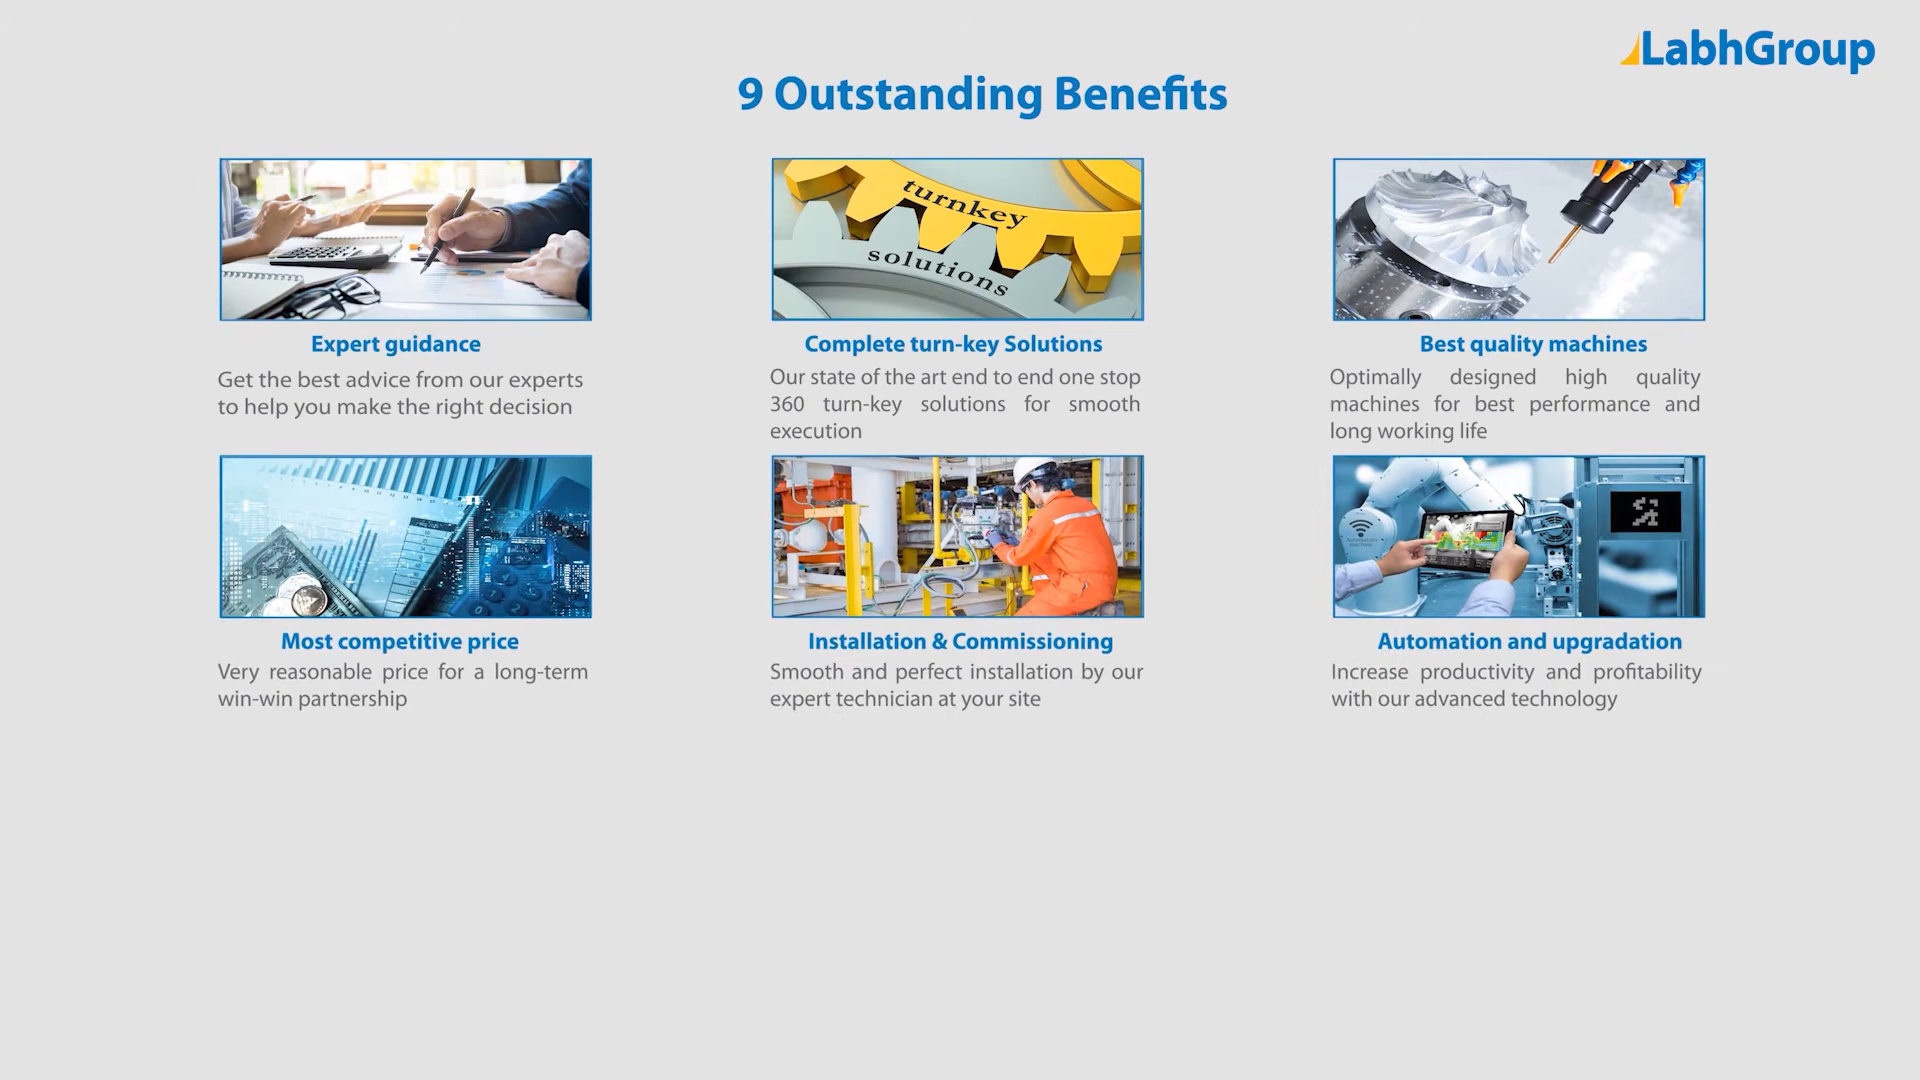 LabhGroup
9 Outstanding Benefits
turnkey
solutions
Expert guidance
Get the best advice from our experts
to help you make the right decision
Complete turn-key Solutions
Our state of the art end to end one stop
360 turn-key solutions for smooth
execution
Best quality machines
Optimally designed high quality
machines for best performance and
long working life
Most competitive price
Very reasonable price for a long-term
win-win partnership
Installation & Commissioning
Smooth and perfect installation by our
expert technician at your site
Automation and upgradation
Increase productivity and profitability
with our advanced technology